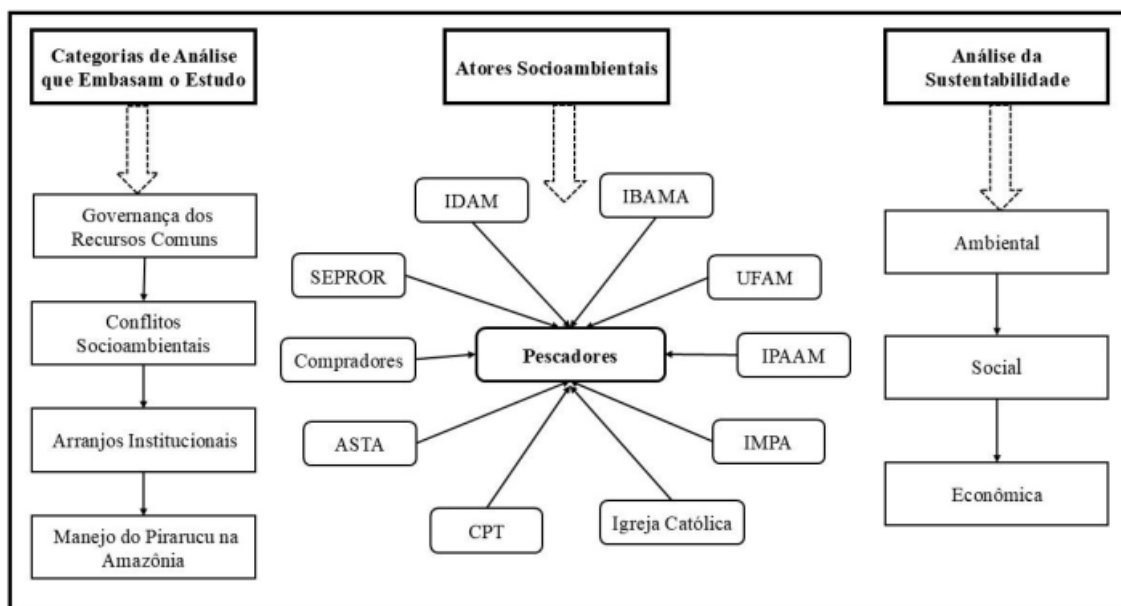 Categorias de Análise
que Embasam o Estudo
Governança dos
Recursos Comuns
Conflitos
Socioambientais
Arranjos Institucionais
Manejo do Pirarucu na
Amazônia
Atores Socioambientais
IDAM
IBAMA
SEPROR
UFAM
Compradores
Pescadores
IPAAM
ASTA
IMPA
CPT
Igreja Católica
Análise da
Sustentabilidade
Ambiental
Social
Econômica